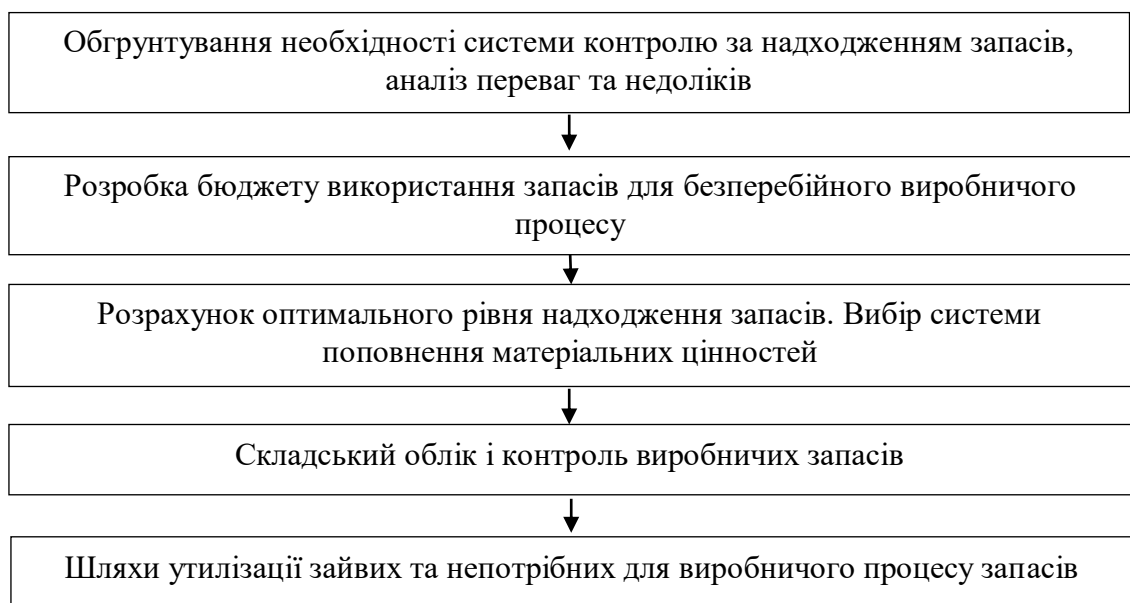 Обгрунтування необхідності системи контролю за надходженням запасів,
аналіз переваг та недоліків
Розробка бюджету використання запасів для безперебійного виробничого
процесу
Розрахунок оптимального рівня надходження запасів. Вибір системи
поповнення матеріальних цінностей
Складський облік і контроль виробничих запасів
Шляхи утилізації зайвих та непотрібних для виробничого процесу запасів